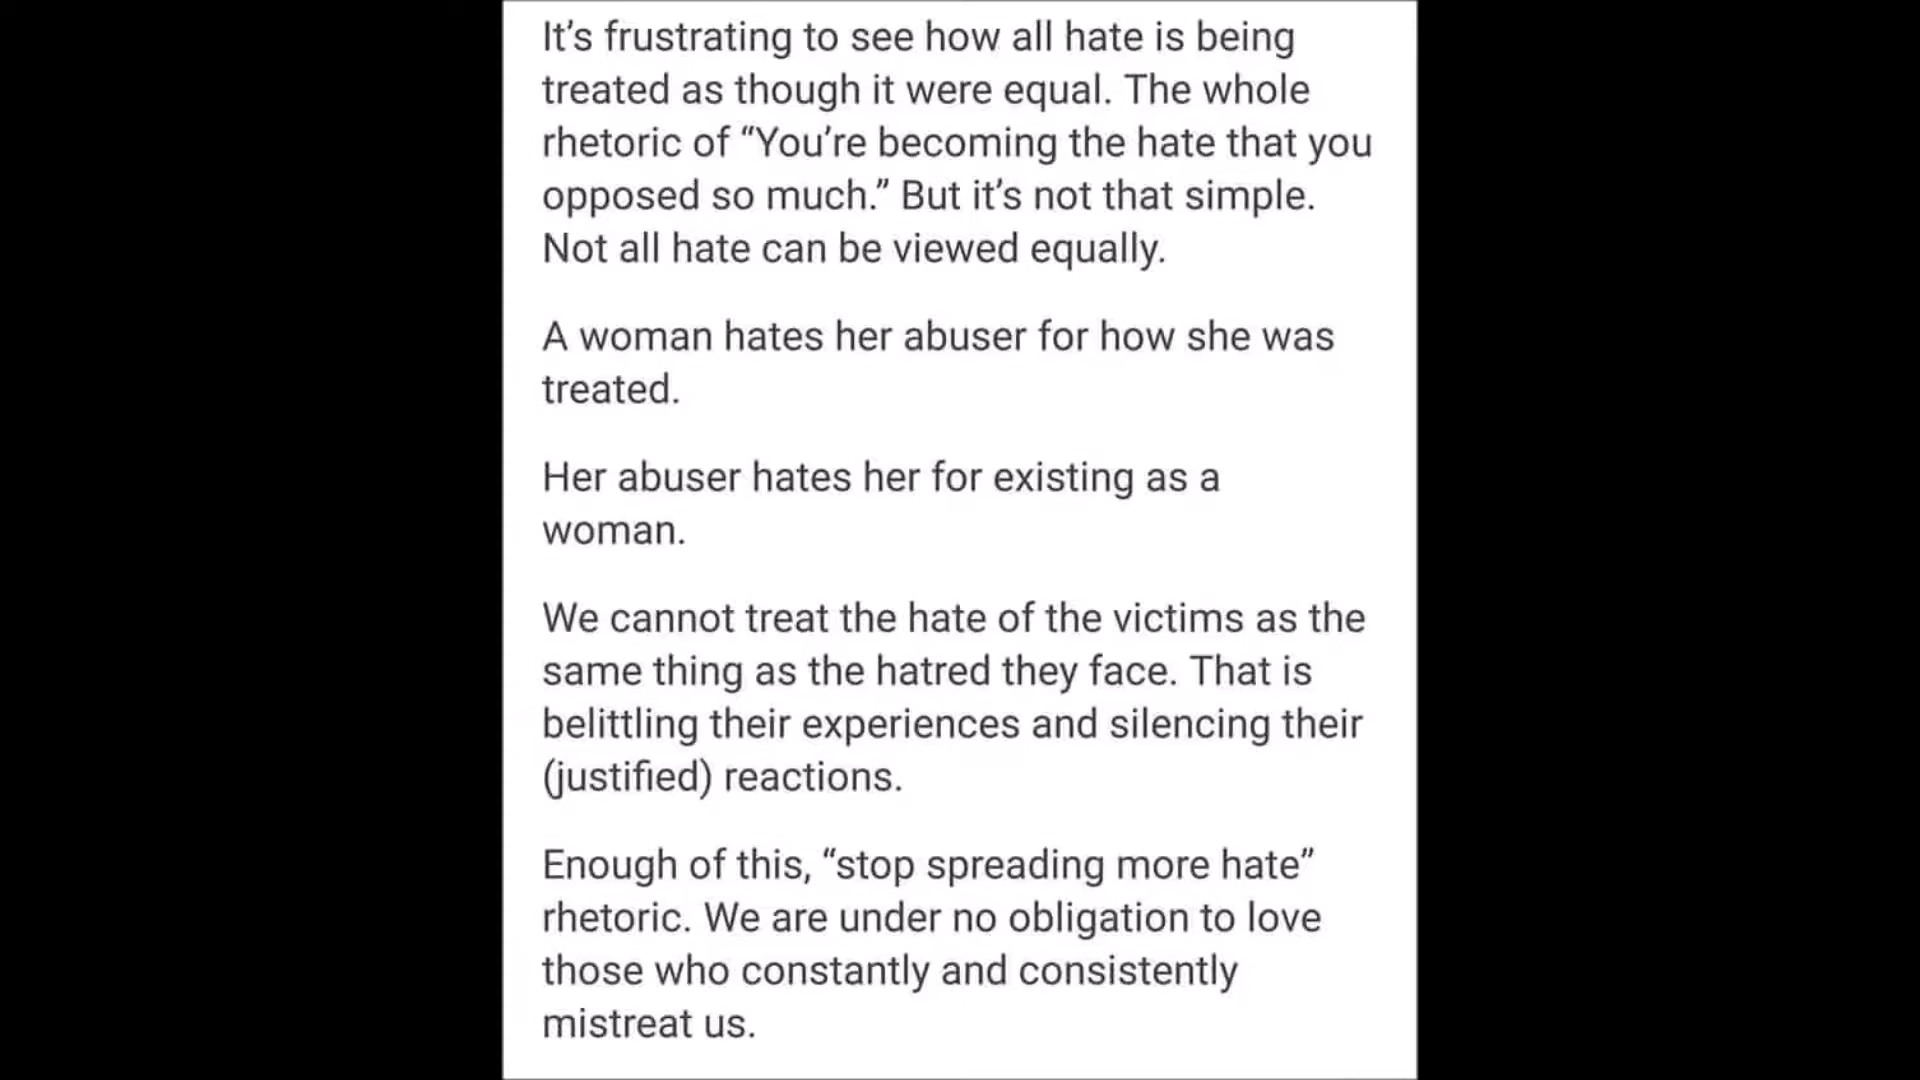 It’s frustrating to see how all hate is being
treated as though it were equal. The whole
rhetoric of “You’re becoming the hate that you
opposed so much.” But it’s not that simple.
Not all hate can be viewed equally.
A woman hates her abuser for how she was
treated.
Her abuser hates her for existing as a
woman.
We cannot treat the hate of the victims as the
same thing as the hatred they face. That is
belittling their experiences and silencing their
(justified) reactions.
Enough of this, “stop spreading more hate”
rhetoric. We are under no obligation to love
those who constantly and consistently
mistreat us.